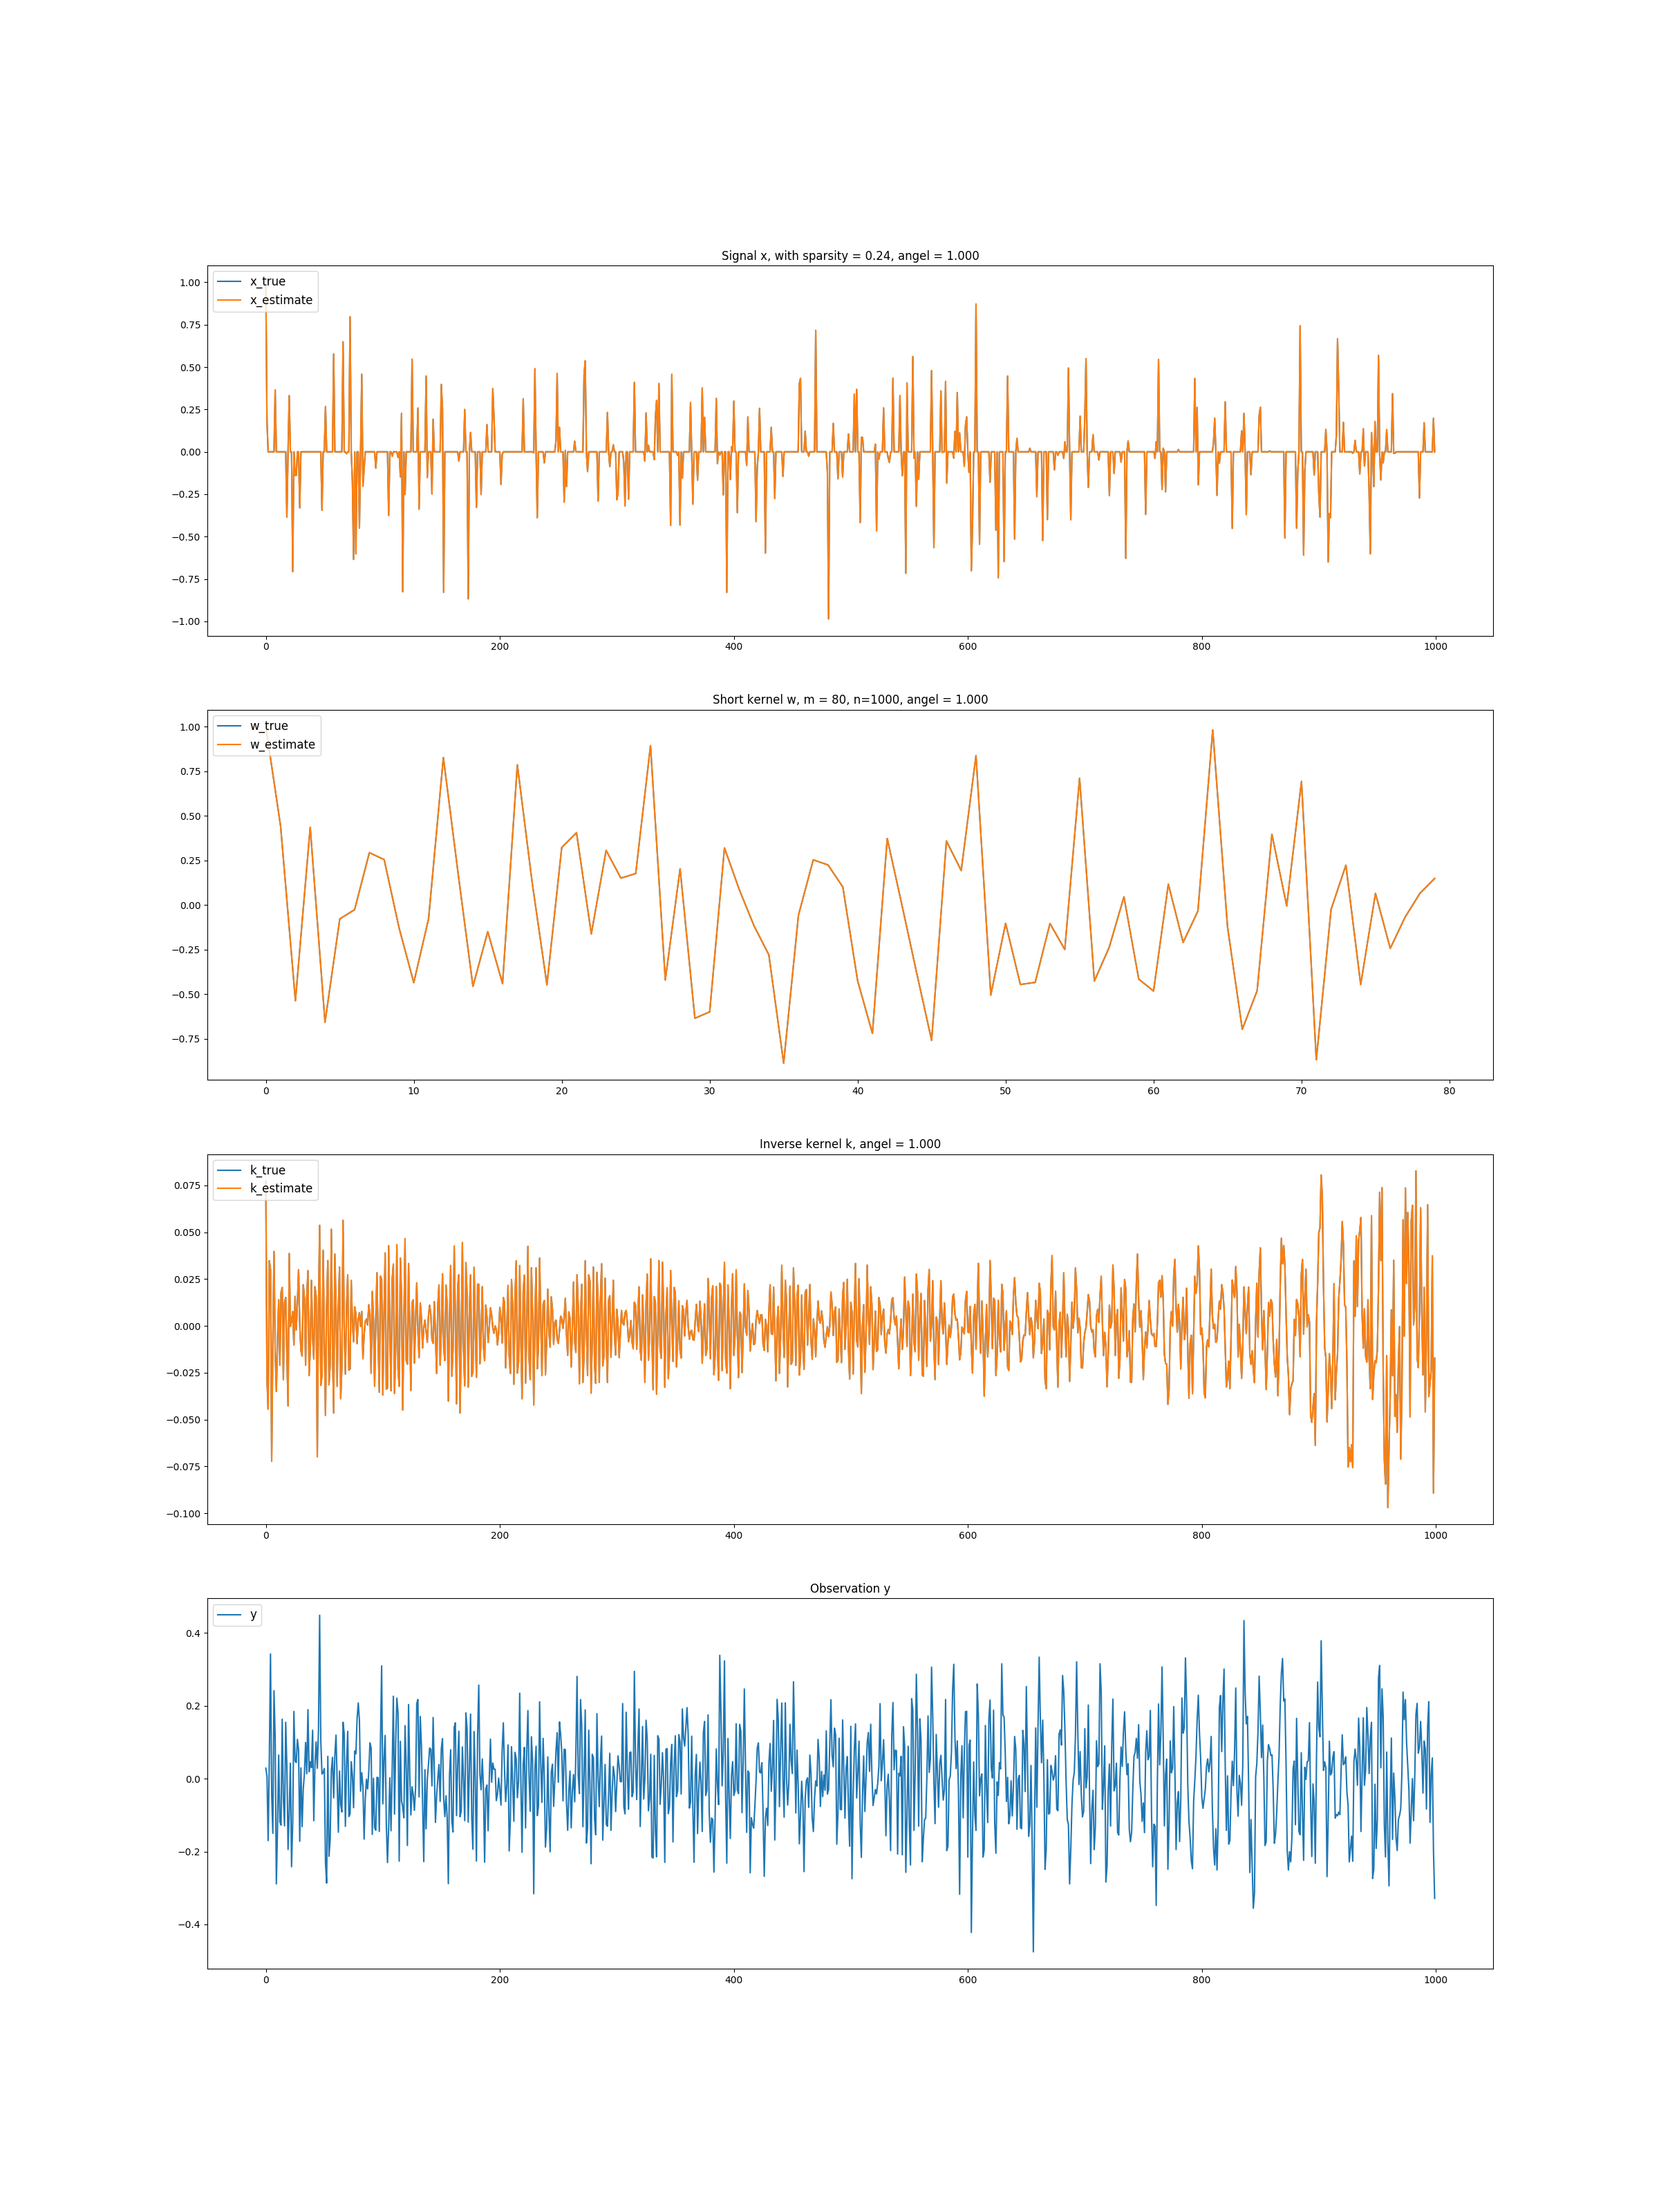 Signal x, with sparsity = 0.24, angel = 1.000
x_true
x_estimate
1.00
0.75
0.50
0.25
0.00
−0.25
−0.50
−0.75
−1.00
0 200 400 600 800 1000
Short kernel w, m = 80, n=1000, angel = 1.000
w_true
w_estimate
1.00
0.75
0.50
0.25
0.00
−0.25
−0.50
−0.75
0 10 20 30 40 50 60 70 80
Inverse kernel k, angel = 1.000
k_true
k_estimate
0.075
0.050
0.025
0.000
−0.025
−0.050
−0.075
−0.100
0 200 400 600 800 1000
Observation y
y
0.4
0.2
0.0
−0.2
−0.4
0 200 400 600 800 1000